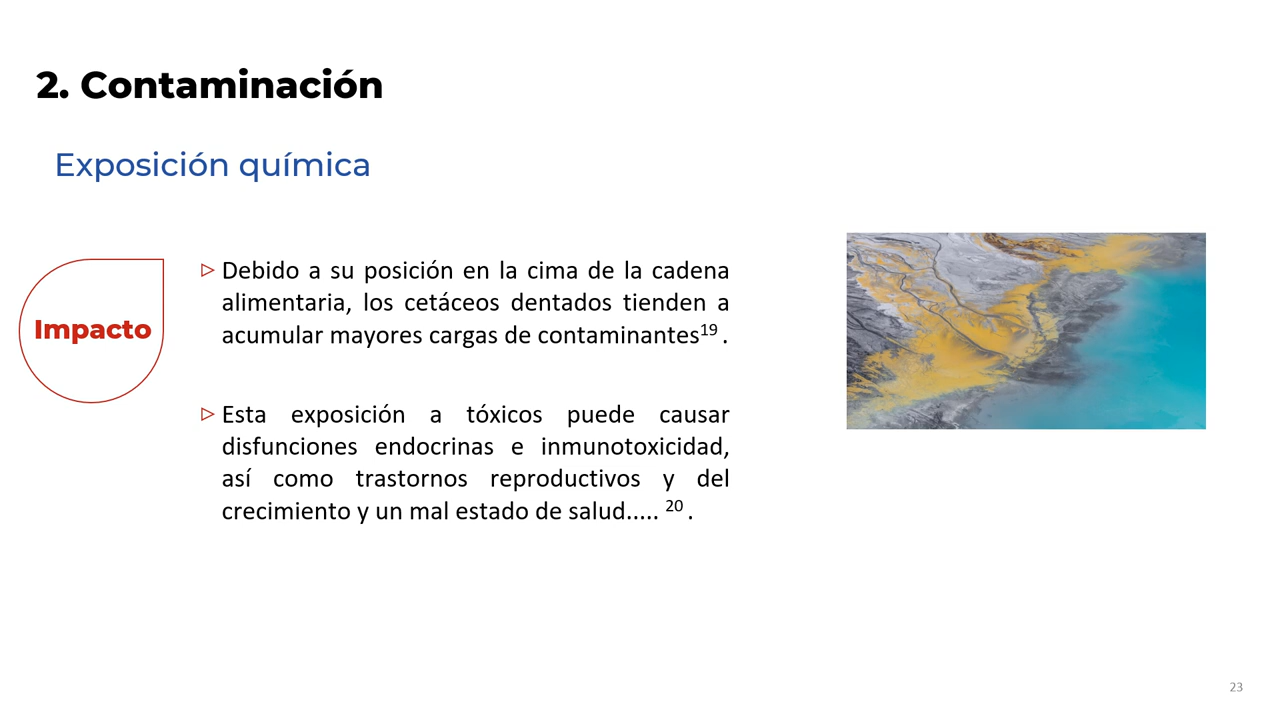 2. Contaminación
Exposición química
Impacto
▷ Debido a su posición en la cima de la cadena
alimentaria, los cetáceos dentados tienden a
acumular mayores cargas de contaminantes¹⁹ .
▷ Esta exposición a tóxicos puede causar
disfunciones endocrinas e inmunotoxicidad,
así como trastornos reproductivos y del
crecimiento y un mal estado de salud..... ²⁰ .
23